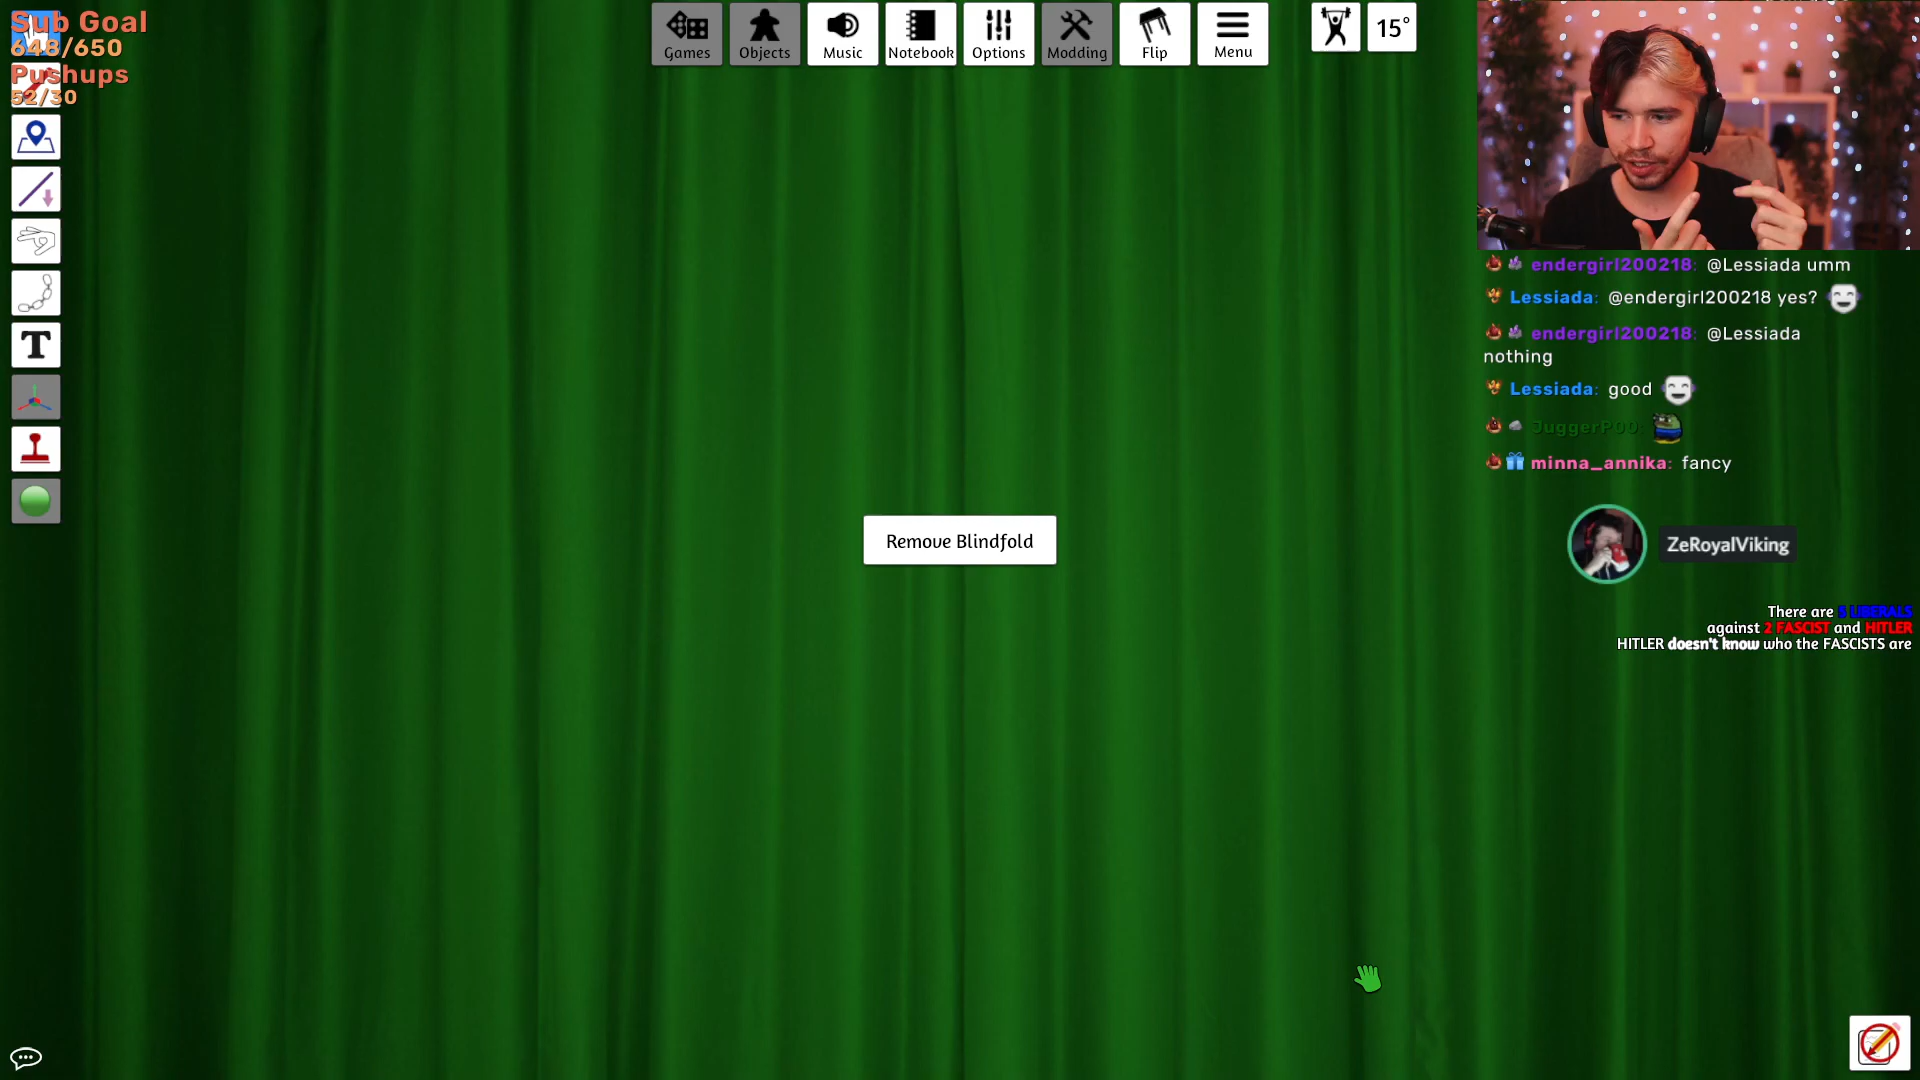 Sub Goal
648/650
Pushups
52/30
Games
Objects
Music
Notebook
Options
Modding
Flip
Menu
15°
endergirl200218: @Lessiada umm
Lessiada: @endergirl200218 yes?
endergirl200218: @Lessiada
nothing
Lessiada: good
JuggerP00:
minna_annika: fancy
Remove Blindfold
ZeRoyalViking
There are 5 LIBERALS
against 2 FASCIST and HITLER
HITLER doesn't know who the FASCISTS are
T